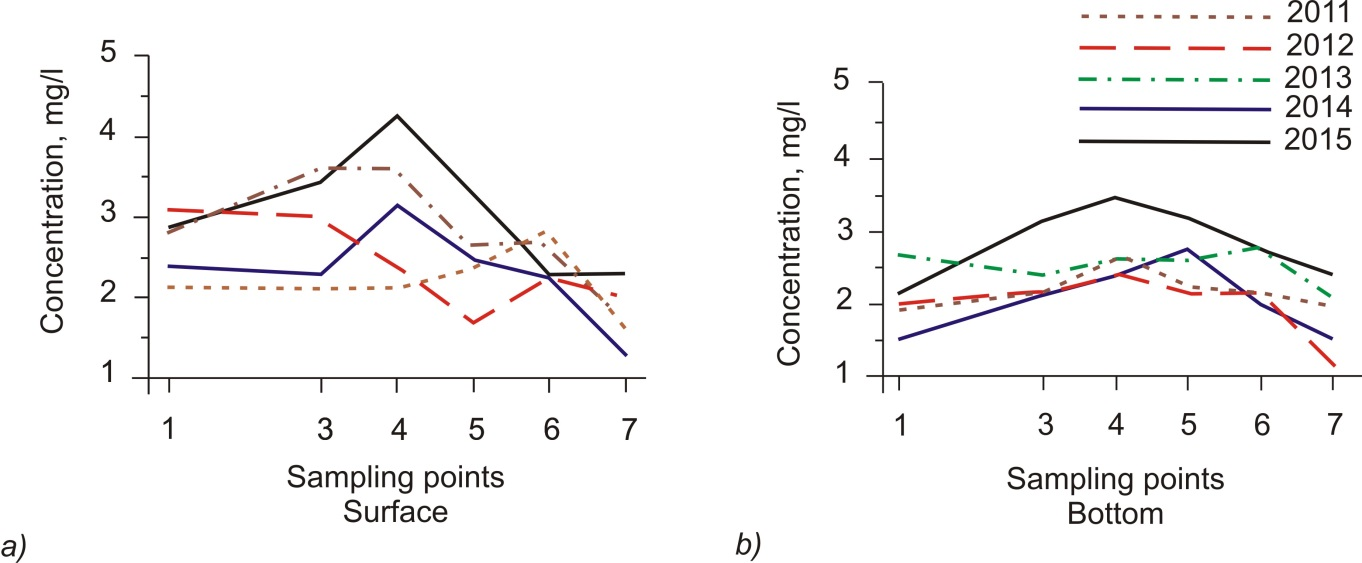 2011
2012
2013
2014
2015
Concentration, mg/l
5
4
3
2
1
1 3 4 5 6 7
Sampling points
Surface
a)
Concentration, mg/l
5
4
3
2
1
1 3 4 5 6 7
Sampling points
Bottom
b)